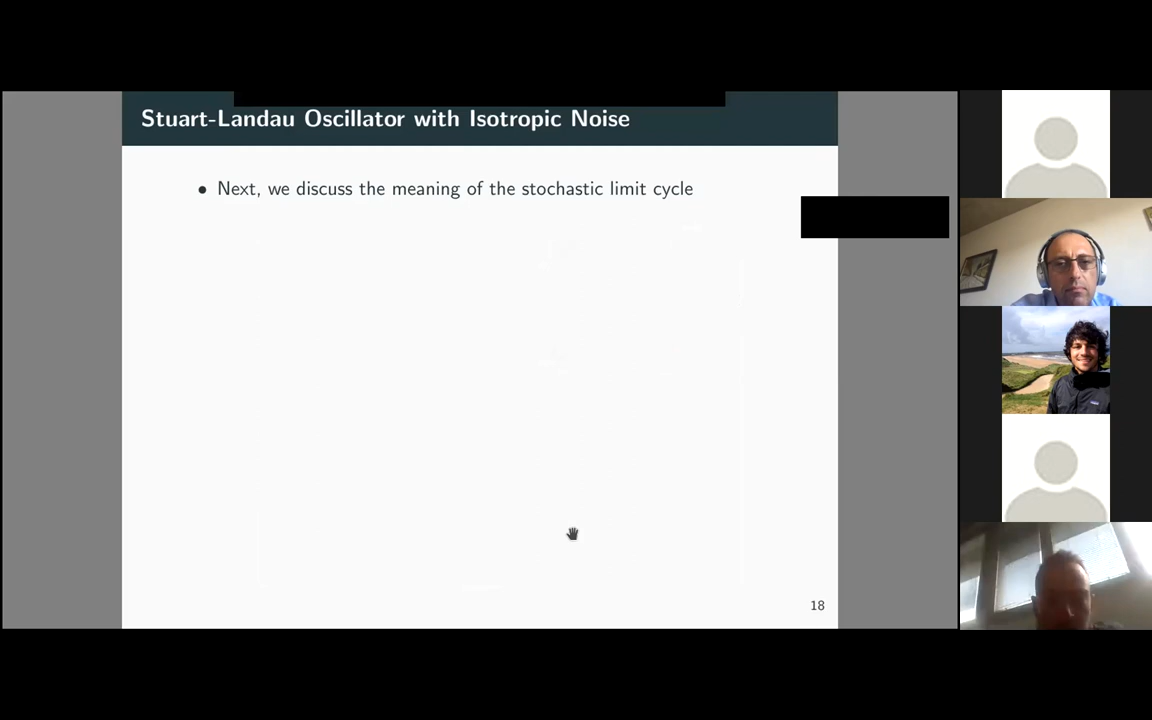 Stuart-Landau Oscillator with Isotropic Noise
• Next, we discuss the meaning of the stochastic limit cycle
18